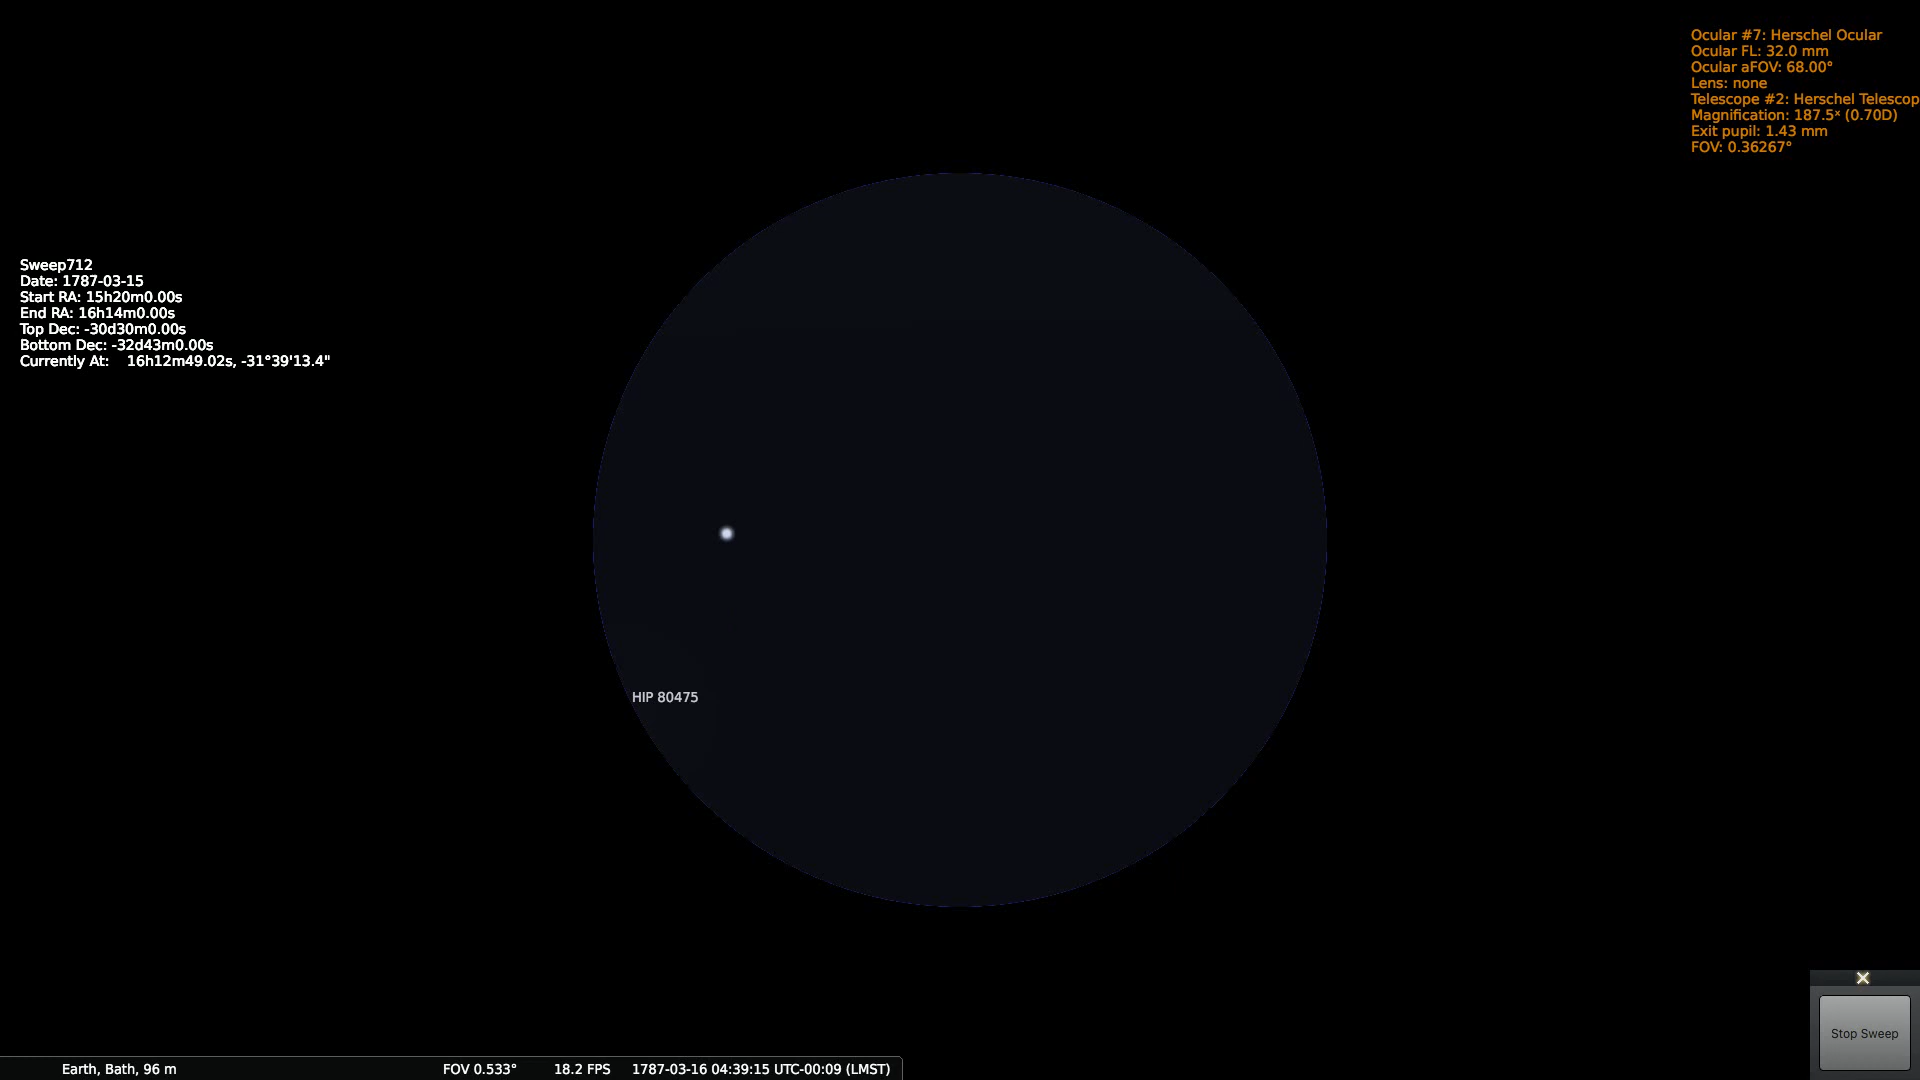 Ocular #7: Herschel Ocular
Ocular FL: 32.0 mm
Ocular aFOV: 68.00°
Lens: none
Telescope #2: Herschel Telescop
Magnification: 187.5ˣ (0.70D)
Exit pupil: 1.43 mm
FOV: 0.36267°
Sweep712
Date: 1787-03-15
Start RA: 15h20m0.00s
End RA: 16h14m0.00s
Top Dec: -30d30m0.00s
Bottom Dec: -32d43m0.00s
Currently At: 16h12m49.02s, -31°39'13.4"
HIP 80475
Stop Sweep
Earth, Bath, 96 m FOV 0.533° 18.2 FPS 1787-03-16 04:39:15 UTC-00:09 (LMST)